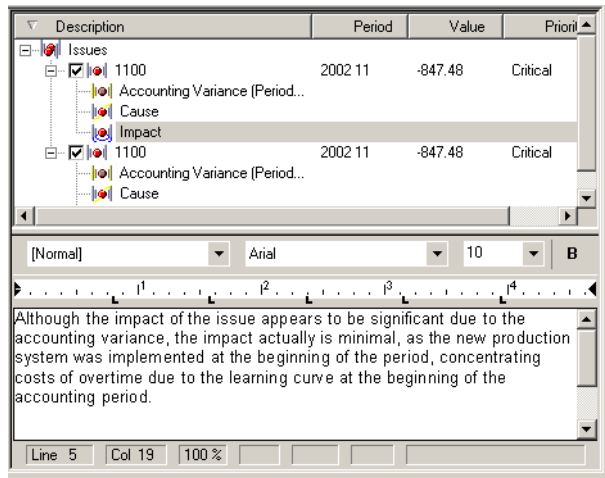 Description Period Value Priorit
Issues
1100 2002 11 -847.48 Critical
Accounting Variance (Period...
Cause
Impact
1100 2002 11 -847.48 Critical
Accounting Variance (Period...
Cause
[Normal] Arial 10 B
1 2 3 4
Although the impact of the issue appears to be significant due to the
accounting variance, the impact actually is minimal, as the new production
system was implemented at the beginning of the period, concentrating
costs of overtime due to the learning curve at the beginning of the
accounting period.
Line 5 Col 19 100 %